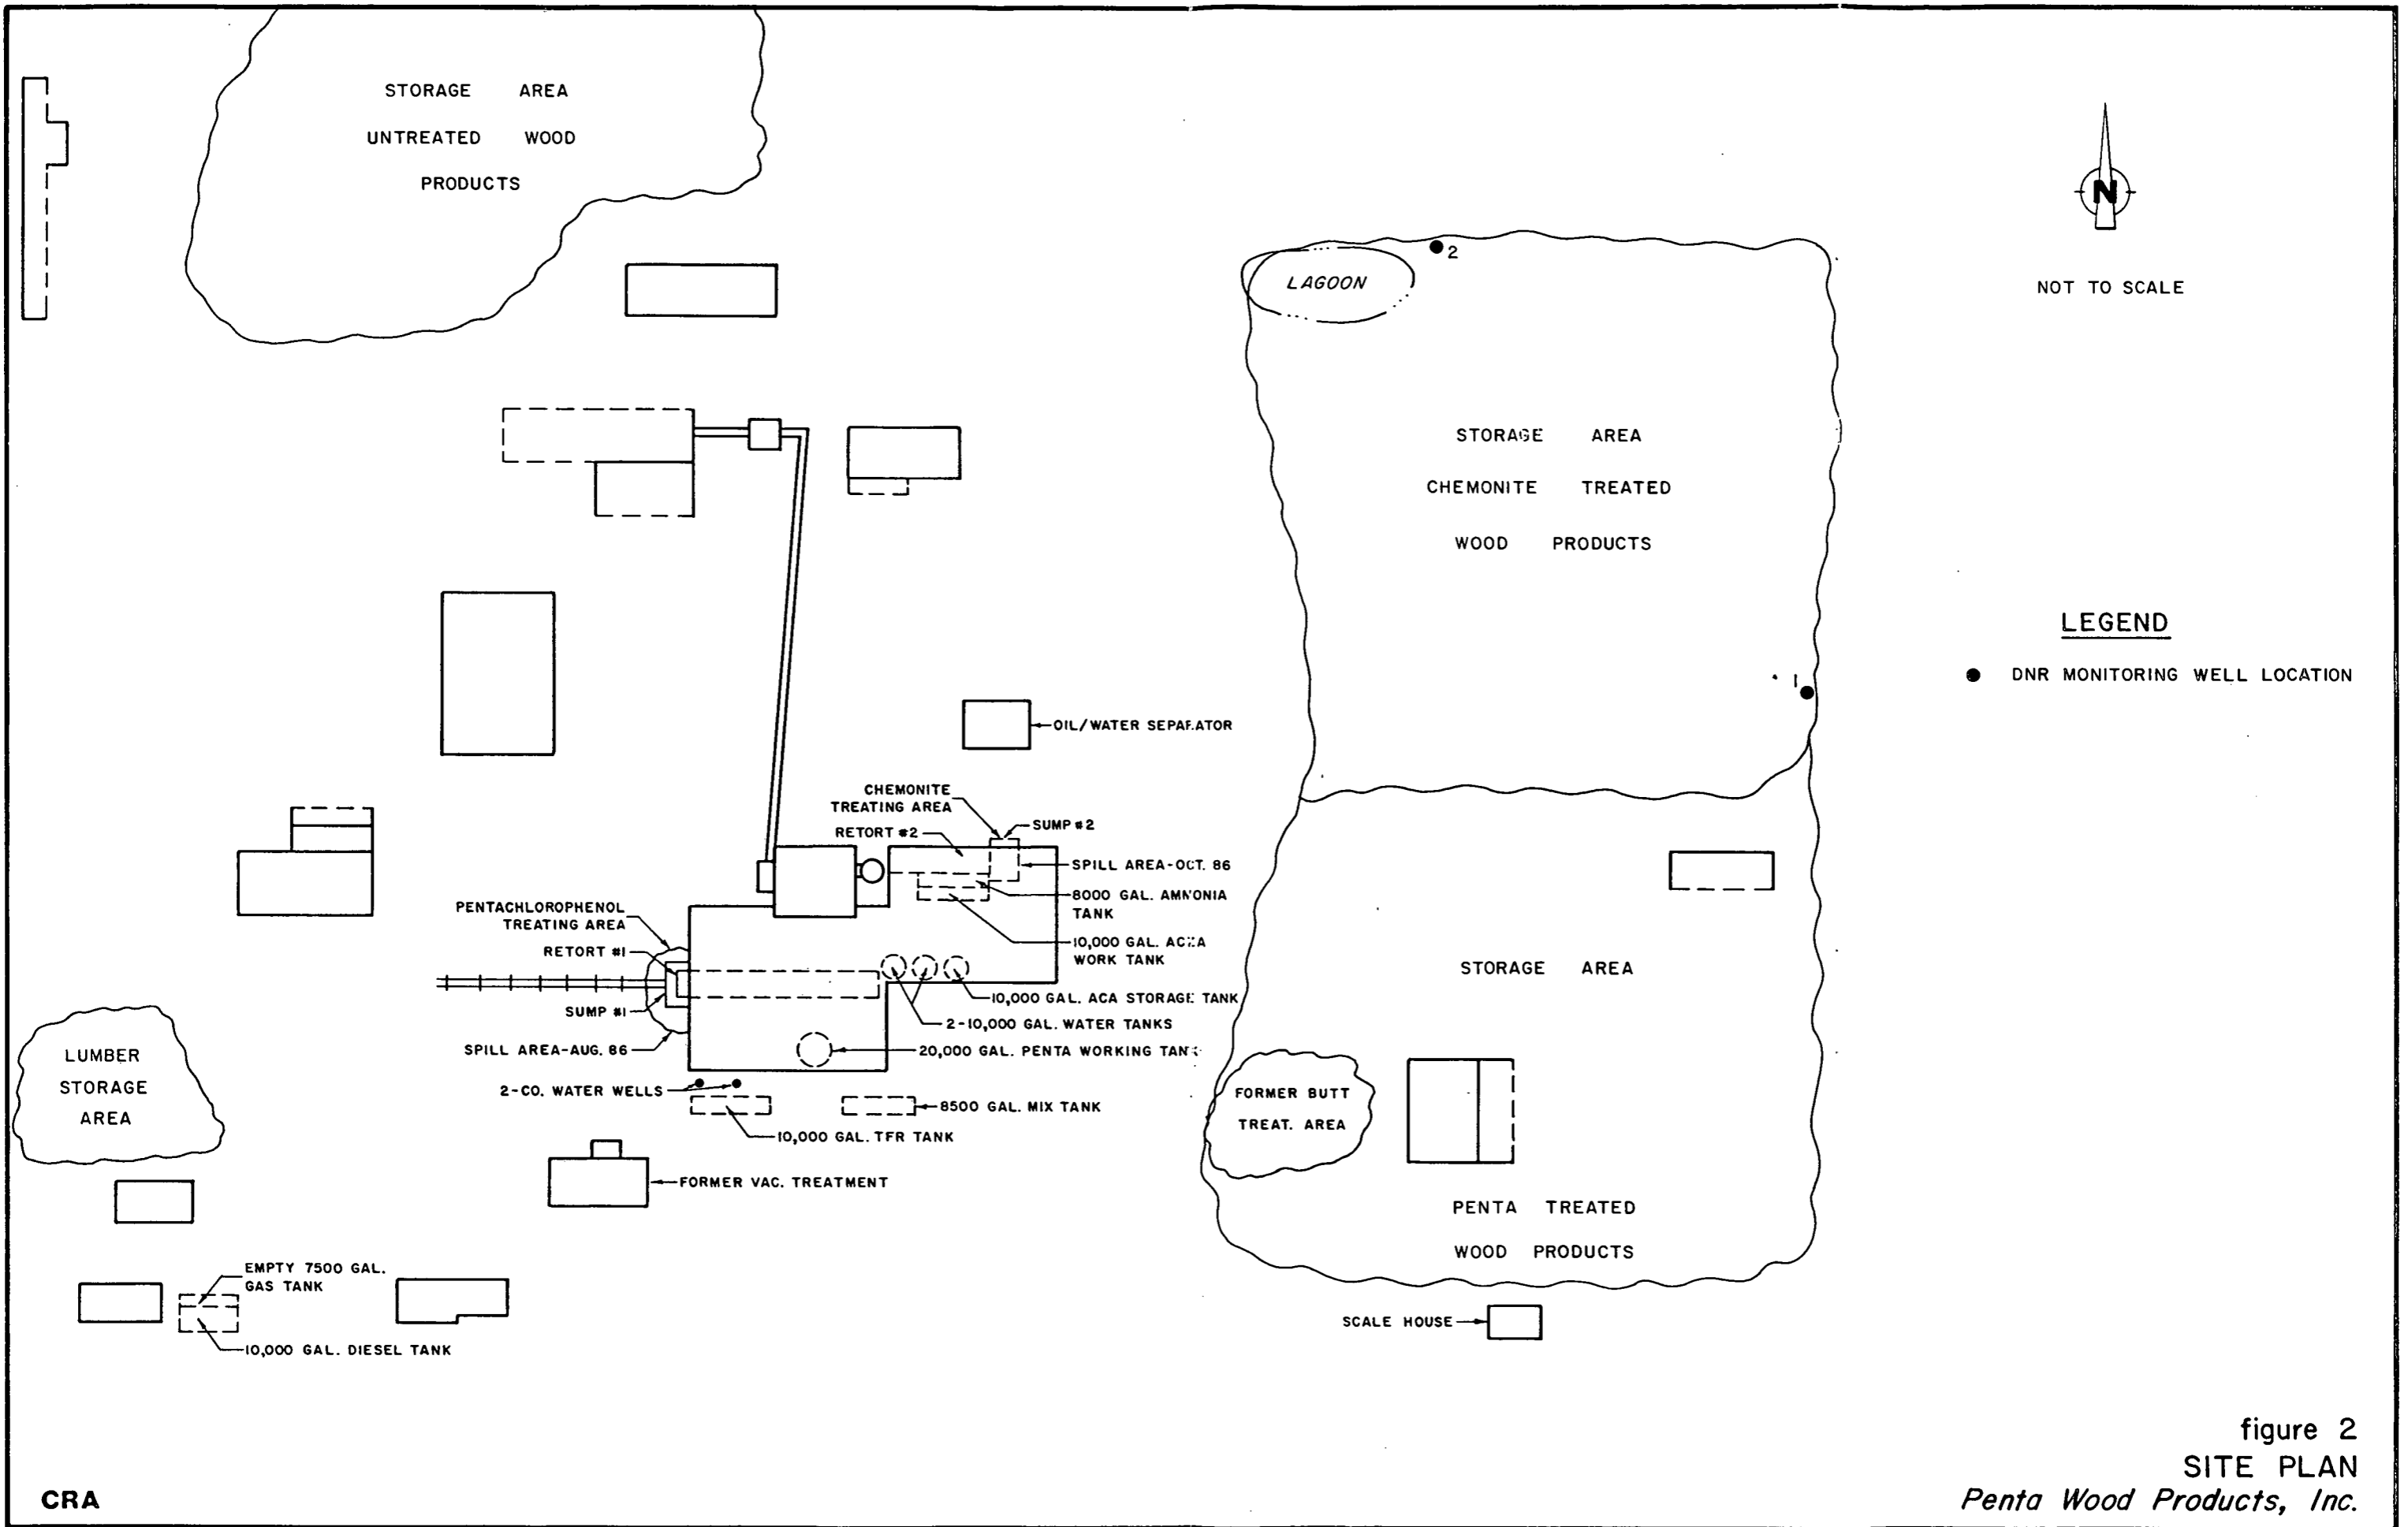 STORAGE AREA
UNTREATED WOOD
PRODUCTS
N
NOT TO SCALE
2
LAGOON
STORAGE AREA
CHEMONITE TREATED
WOOD PRODUCTS
LEGEND
DNR MONITORING WELL LOCATION
1
OIL/WATER SEPARATOR
CHEMONITE
TREATING AREA
RETORT #2
SUMP #2
SPILL AREA-OCT. 86
8000 GAL. AMMONIA
TANK
10,000 GAL.
WORK TANK
PENTACHLOROPHENOL
TREATING AREA
RETORT #1
SUMP #1
SPILL AREA-AUG. 86
10,000 GAL. ACA STORAGE TANK
2-10,000 GAL. WATER TANKS
20,000 GAL. PENTA WORKING TANK
2-CO. WATER WELLS
8500 GAL. MIX TANK
10,000 GAL. TFR TANK
FORMER VAC. TREATMENT
LUMBER
STORAGE
AREA
EMPTY 7500 GAL.
GAS TANK
10,000 GAL. DIESEL TANK
STORAGE AREA
FORMER BUTT
TREAT. AREA
PENTA TREATED
WOOD PRODUCTS
SCALE HOUSE
figure 2
SITE PLAN
Penta Wood Products, Inc.
CRA